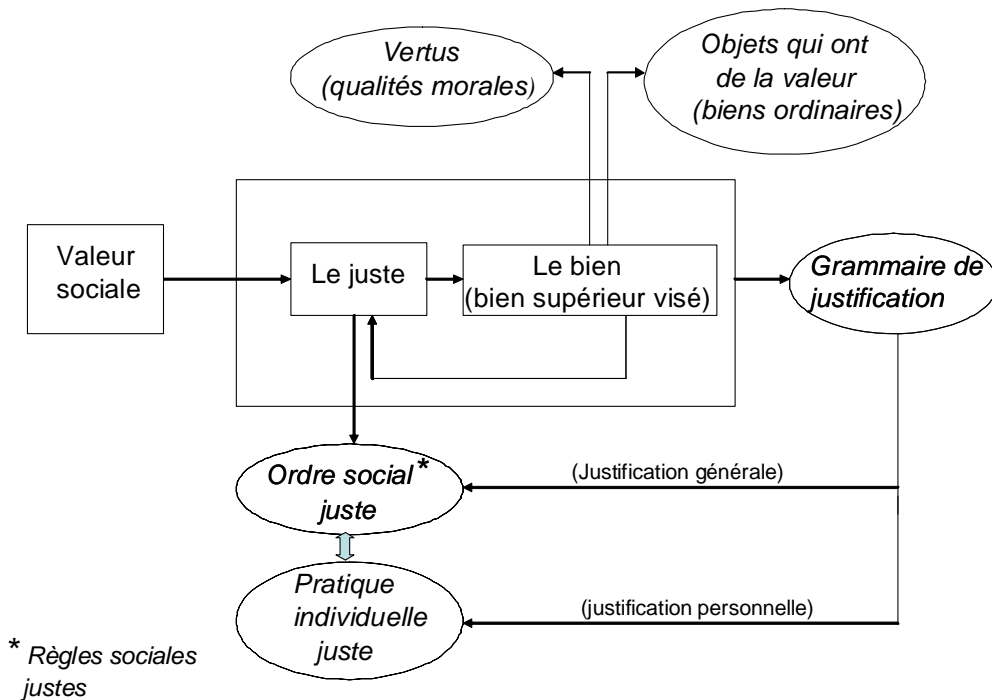 Vertus
(qualités morales)
Objets qui ont
de la valeur
(biens ordinaires)
Valeur
sociale
Le juste
Le bien
(bien supérieur visé)
Grammaire de
justification
Ordre social*
juste
(Justification générale)
Pratique
individuelle
juste
(justification personnelle)
* Règles sociales
justes